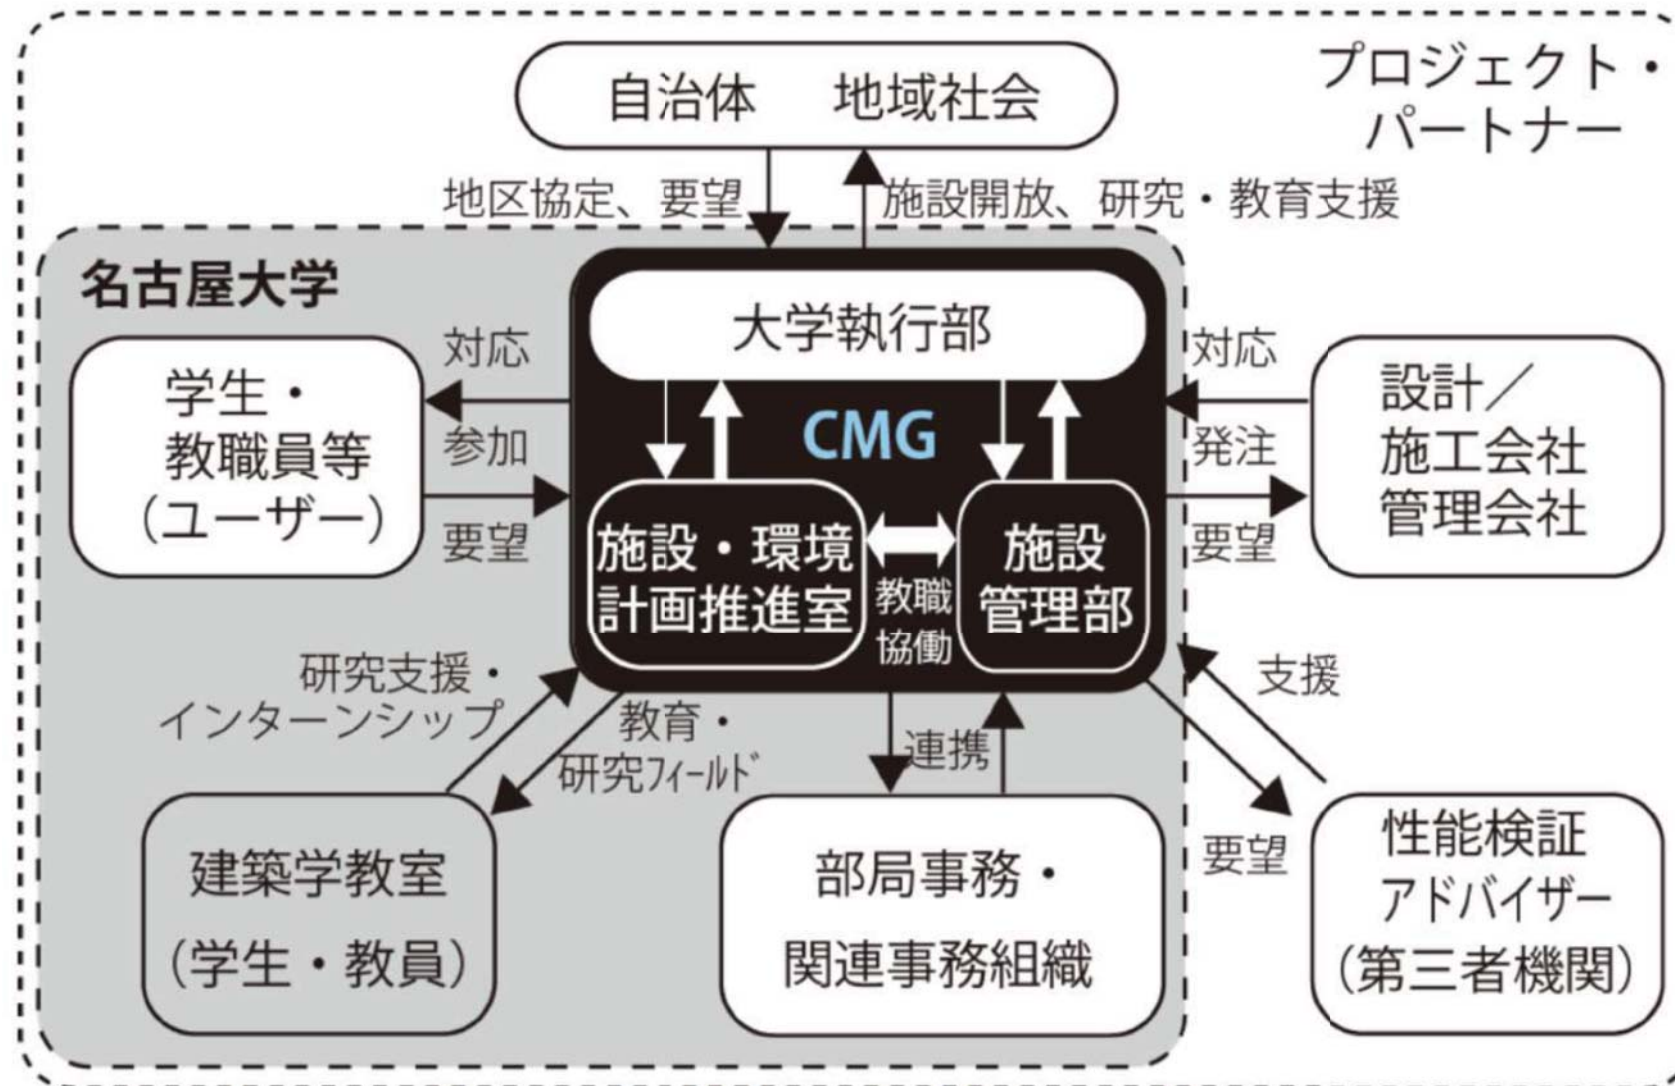 プロジェクト・
パートナー
自治体　地域社会
地区協定、要望
施設開放、研究・教育支援
名古屋大学
大学執行部
CMG
施設・環境
計画推進室
教職
協働
施設
管理部
学生・
教職員等
（ユーザー）
対応
参加
要望
対応
発注
要望
設計／
施工会社
管理会社
研究支援・
インターンシップ
教育・
研究フィールド
連携
支援
要望
建築学教室
（学生・教員）
部局事務・
関連事務組織
性能検証
アドバイザー
（第三者機関）